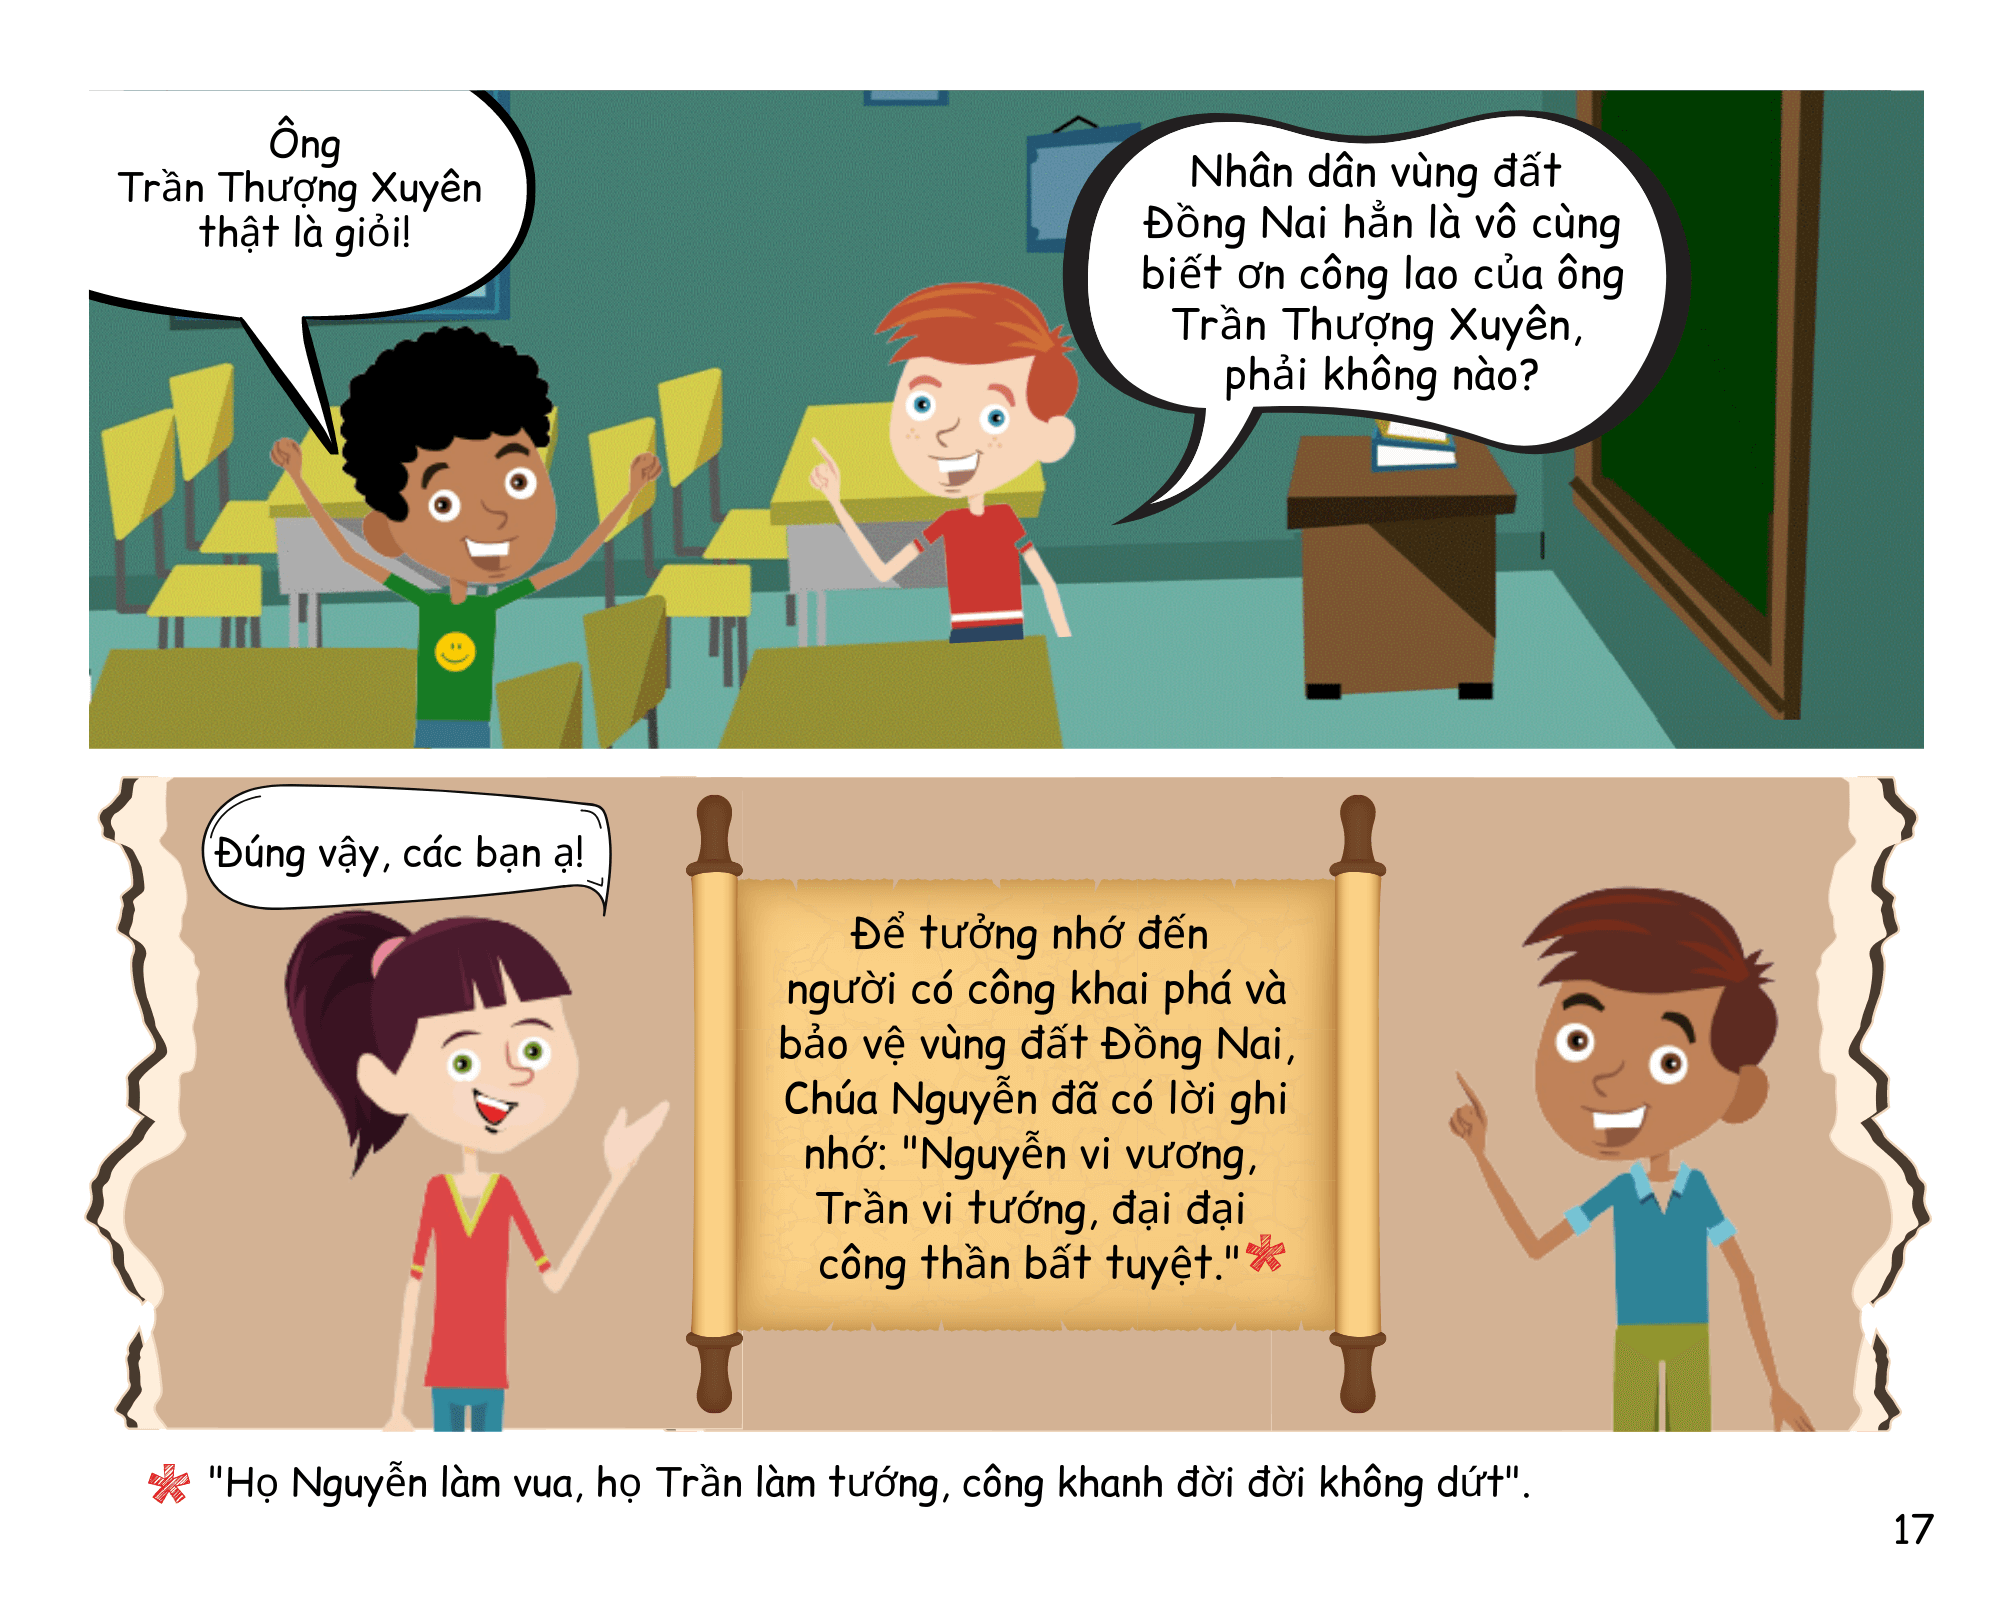 Ông
Trần Thượng Xuyên
thật là giỏi!
Nhân dân vùng đất
Đồng Nai hẳn là vô cùng
biết ơn công lao của ông
Trần Thượng Xuyên,
phải không nào?
Đúng vậy, các bạn ạ!
Để tưởng nhớ đến
người có công khai phá và
bảo vệ vùng đất Đồng Nai,
Chúa Nguyễn đã có lời ghi
nhớ: "Nguyễn vi vương,
Trần vi tướng, đại đại
công thần bất tuyệt."*
* "Họ Nguyễn làm vua, họ Trần làm tướng, công khanh đời đời không dứt".
17